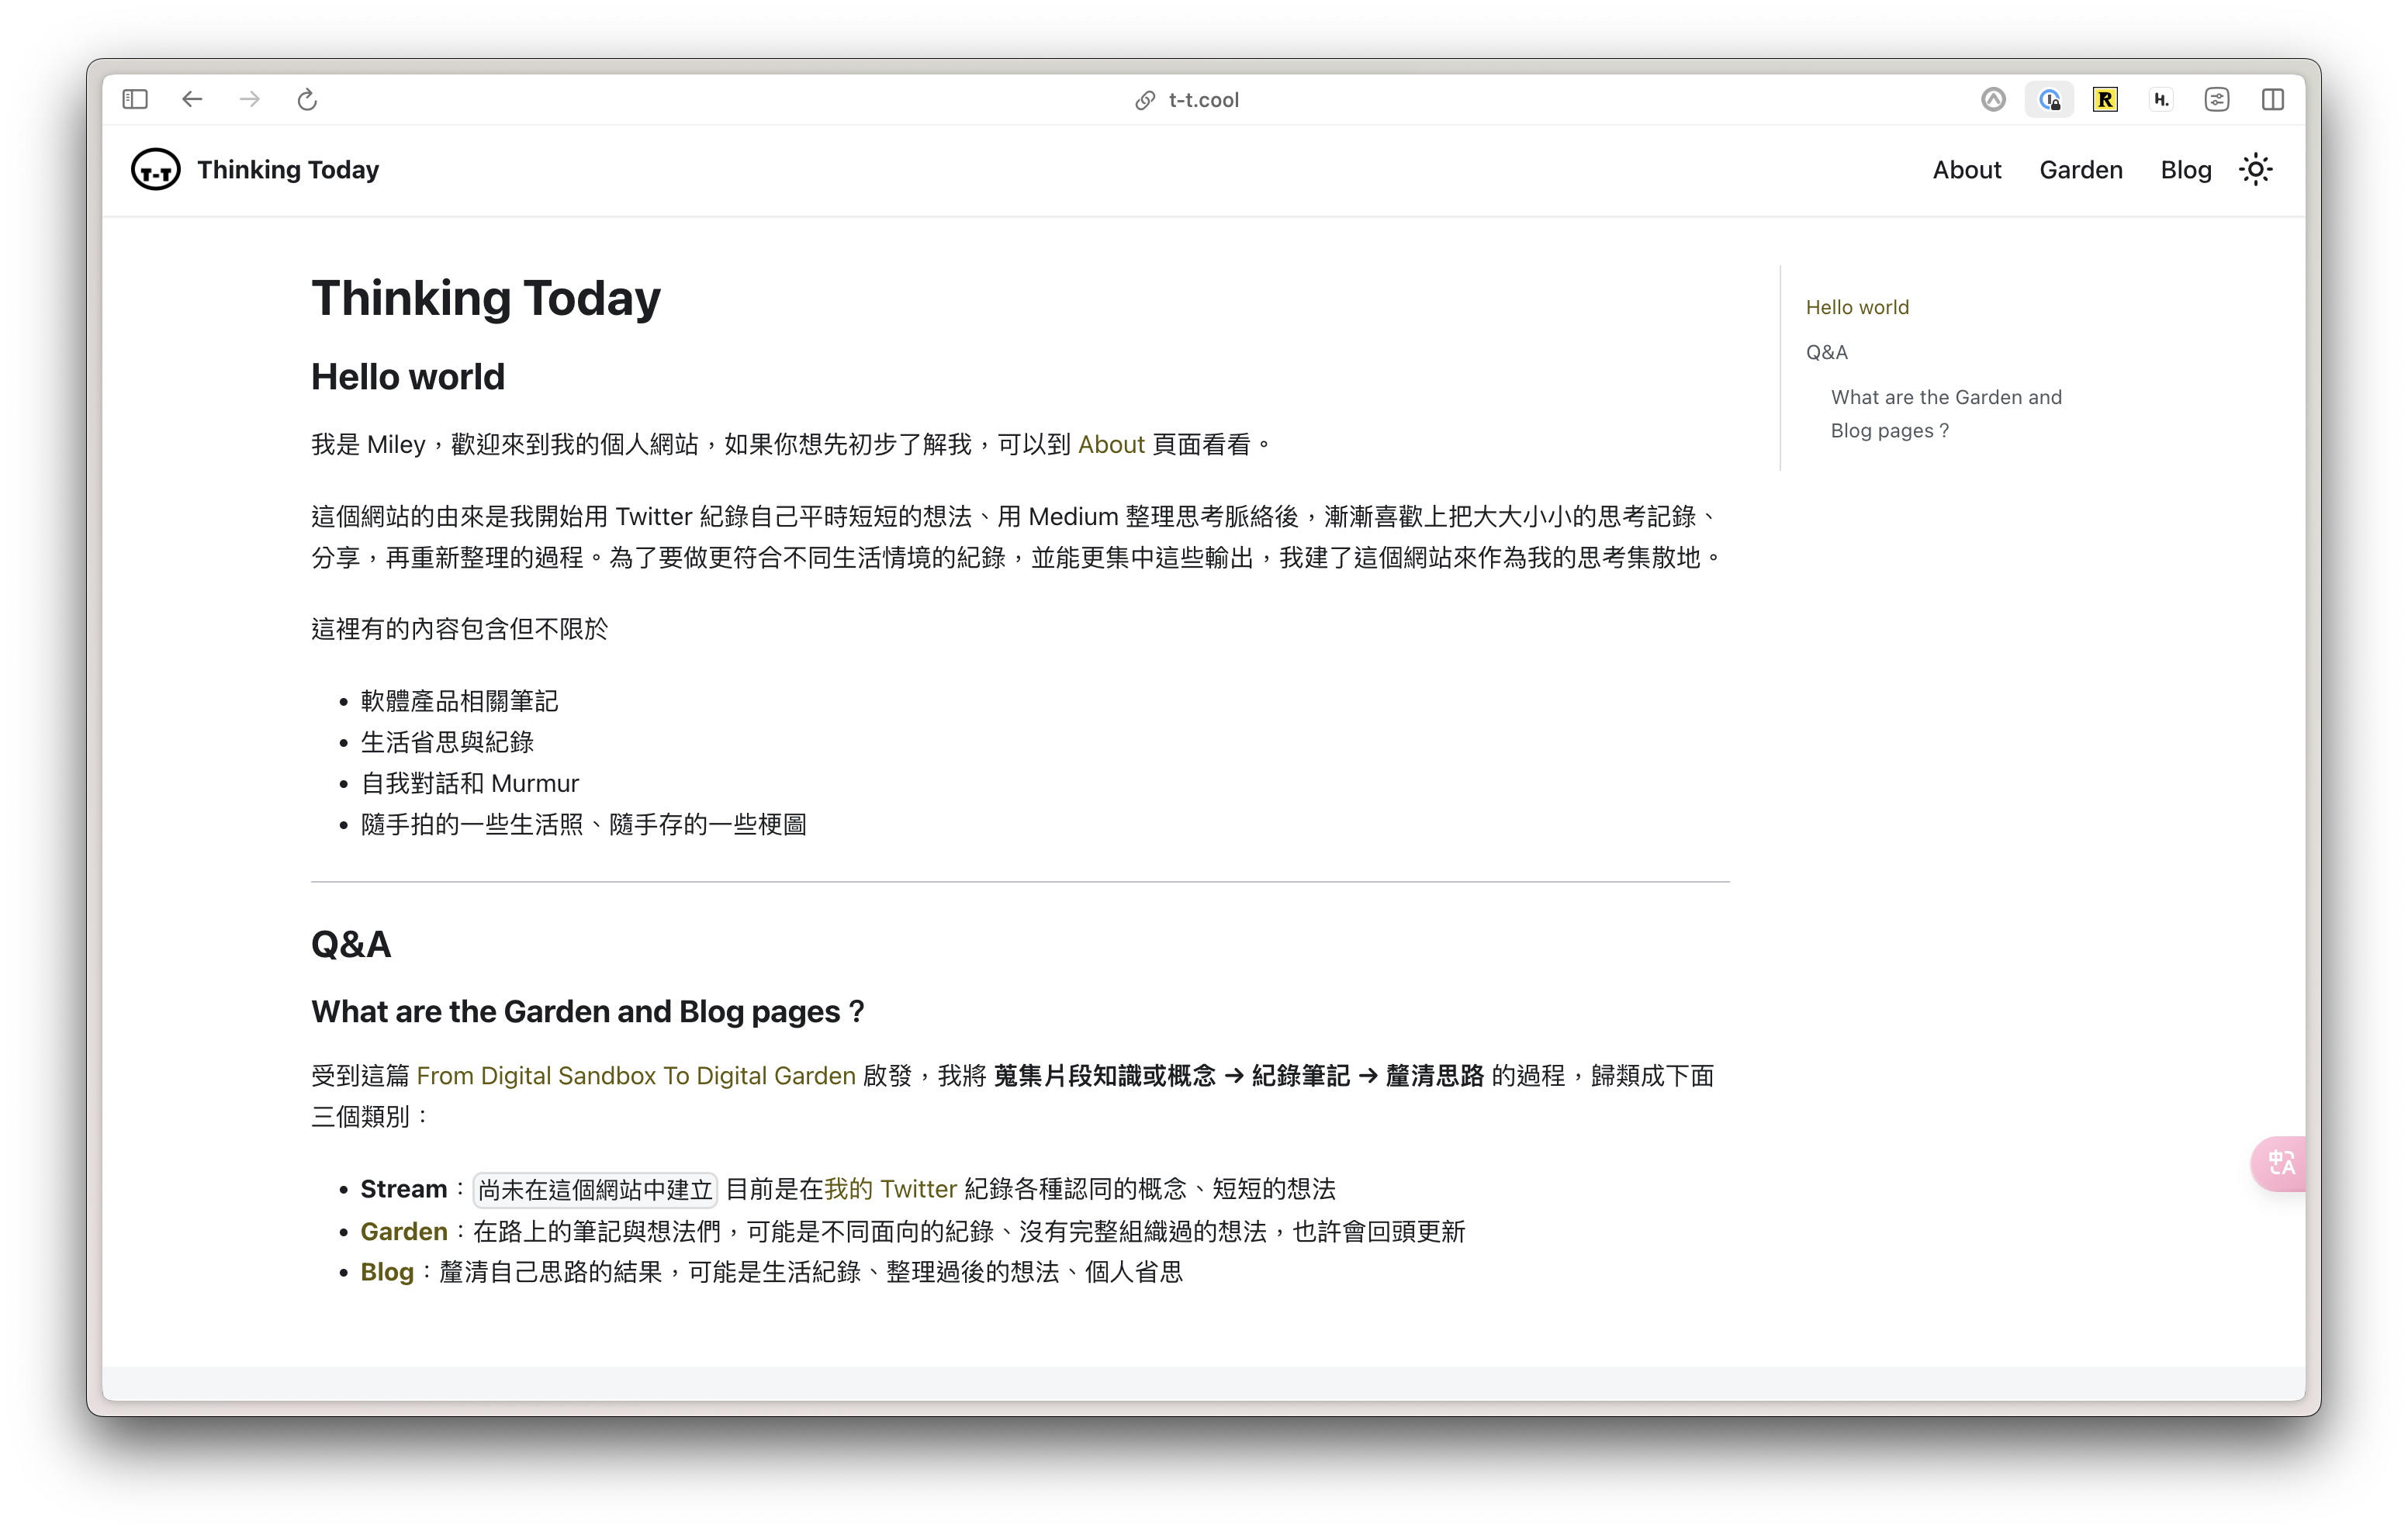 t-t.cool
R
H.
T-T
Thinking Today
About
Garden
Blog
Thinking Today
Hello world
我是 Miley，歡迎來到我的個人網站，如果你想先初步了解我，可以到 About 頁面看看。
這個網站的由來是我開始用 Twitter 紀錄自己平時短短的想法、用 Medium 整理思考脈絡後，漸漸喜歡上把大大小小的思考記錄、
分享，再重新整理的過程。為了要做更符合不同生活情境的紀錄，並能更集中這些輸出，我建了這個網站來作為我的思考集散地。
這裡有的內容包含但不限於
• 軟體產品相關筆記
• 生活省思與紀錄
• 自我對話和 Murmur
• 隨手拍的一些生活照、隨手存的一些梗圖
Q&A
What are the Garden and Blog pages？
受到這篇 From Digital Sandbox To Digital Garden 啟發，我將 蒐集片段知識或概念 → 紀錄筆記 → 釐清思路 的過程，歸類成下面
三個類別：
• Stream：尚未在這個網站中建立 目前是在我的 Twitter 紀錄各種認同的概念、短短的想法
• Garden：在路上的筆記與想法們，可能是不同面向的紀錄、沒有完整組織過的想法，也許會回頭更新
• Blog：釐清自己思路的結果，可能是生活紀錄、整理過後的想法、個人省思
Hello world
Q&A
What are the Garden and
Blog pages？
中A